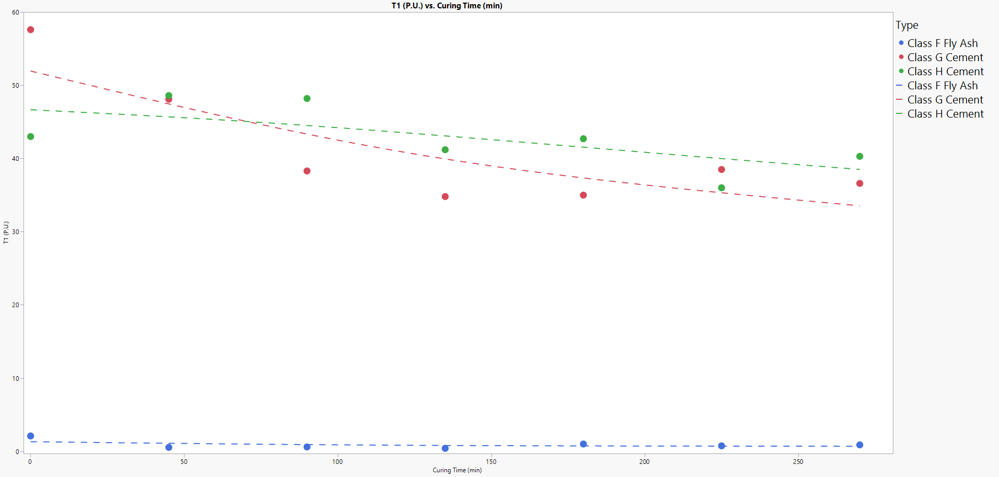 T1 (P.U.) vs. Curing Time (min)
60
50
40
30
20
10
0
T1 (P.U.)
0 50 100 150 200 250
Curing Time (min)
Type
Class F Fly Ash
Class G Cement
Class H Cement
Class F Fly Ash
Class G Cement
Class H Cement